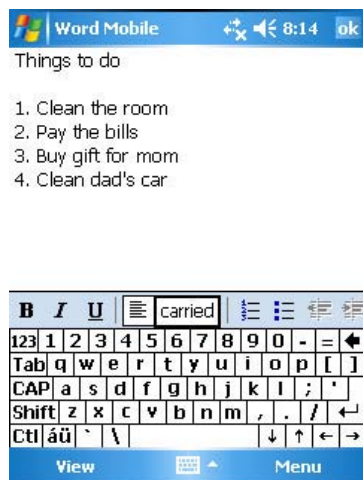 Word Mobile 8:14 ok
Things to do
1. Clean the room
2. Pay the bills
3. Buy gift for mom
4. Clean dad's car
B I U carried
123 1 2 3 4 5 6 7 8 9 0 - =
Tab q w e r t y u i o p [ ]
CAP a s d f g h j k l ; '
Shift z x c v b n m , . /
Ctl áü ` \
View Menu